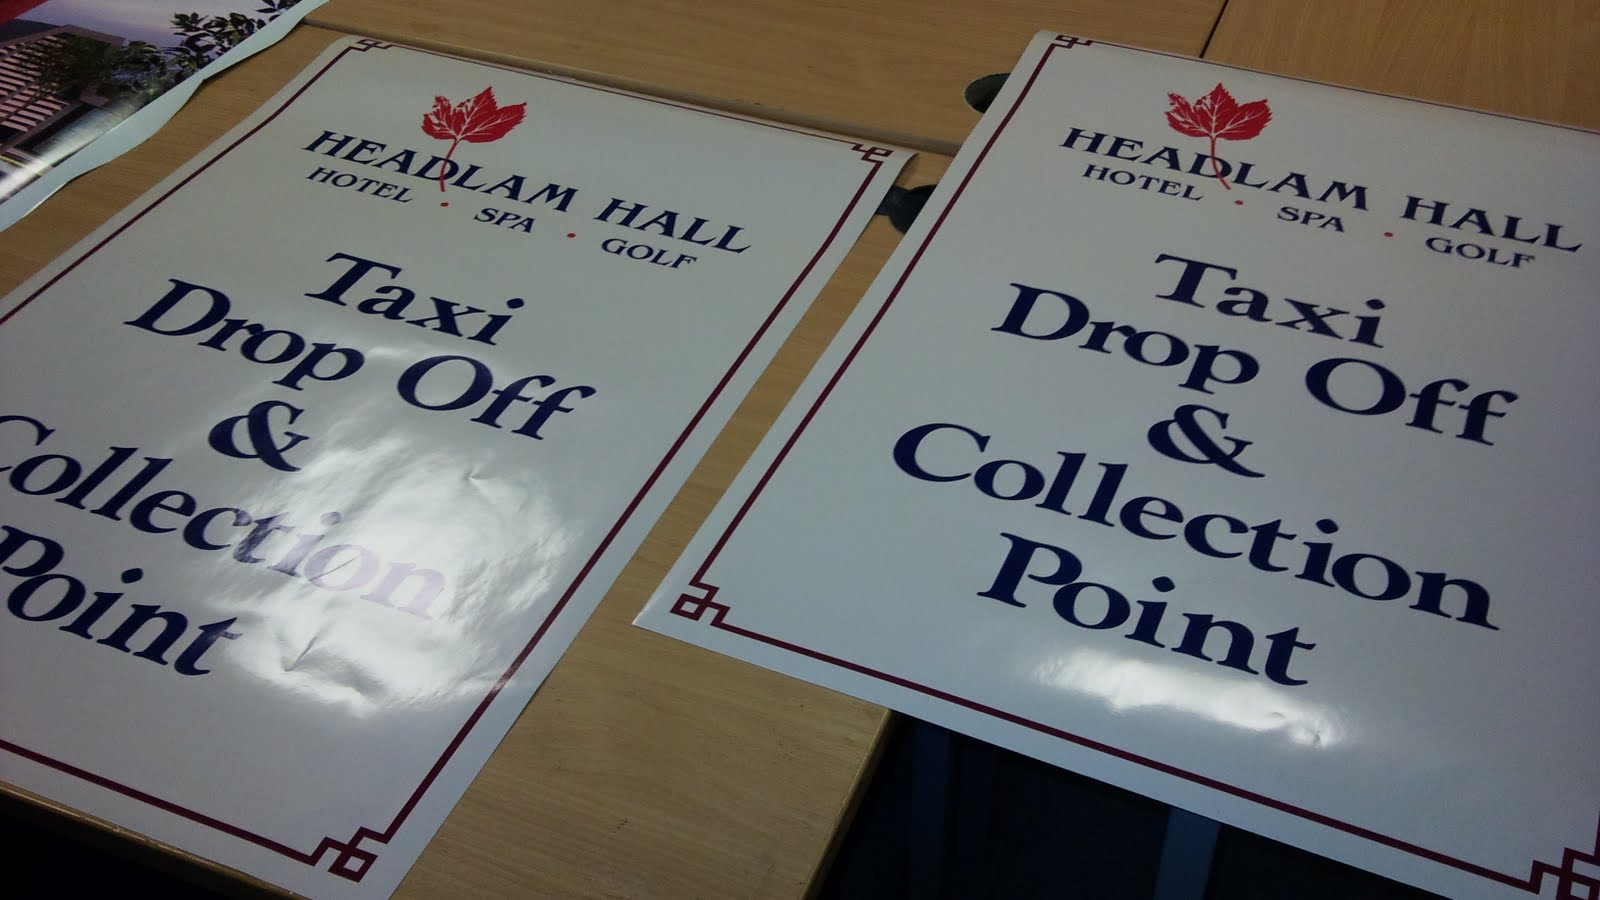 HEADLAM HALL
HOTEL • SPA • GOLF
Taxi
Drop Off
&
Collection
Point
HEADLAM HALL
HOTEL • SPA • GOLF
Taxi
Drop Off
&
Collection
Point